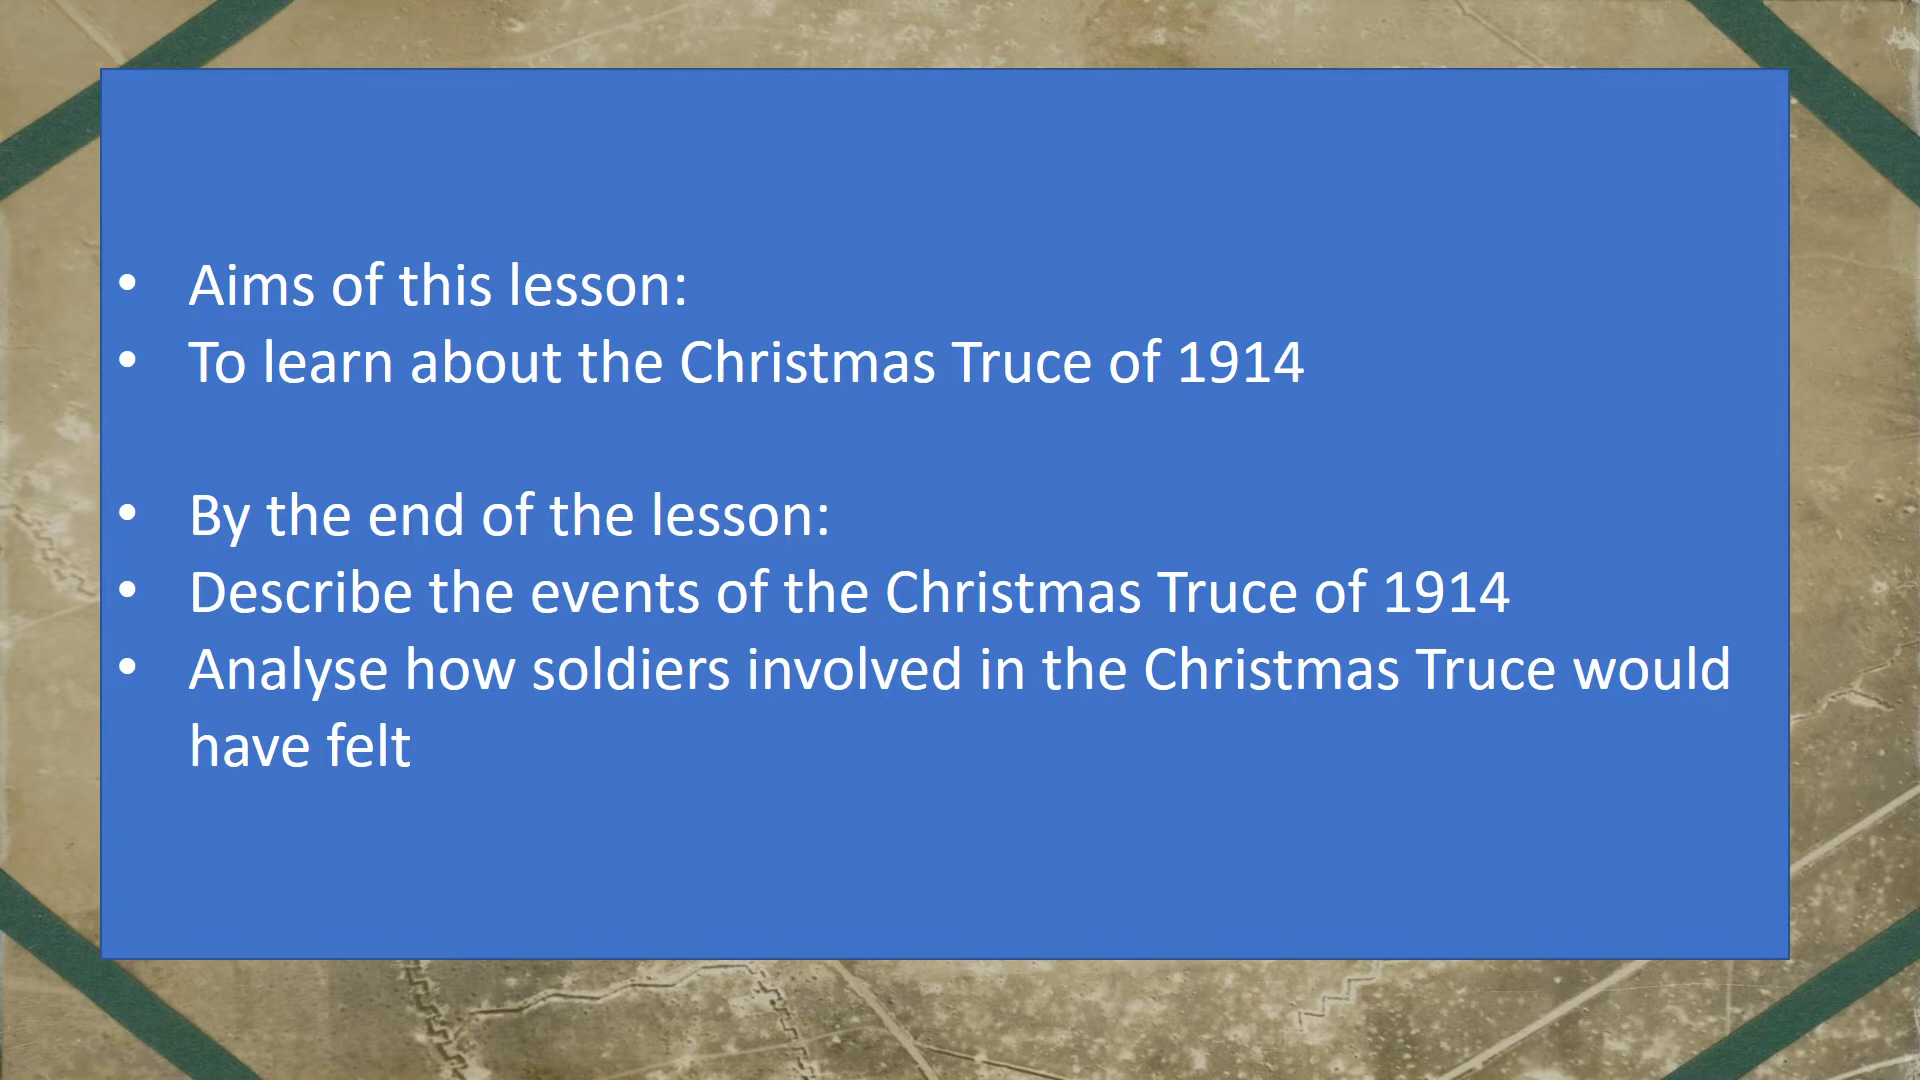 • Aims of this lesson:
• To learn about the Christmas Truce of 1914
• By the end of the lesson:
• Describe the events of the Christmas Truce of 1914
• Analyse how soldiers involved in the Christmas Truce would
have felt